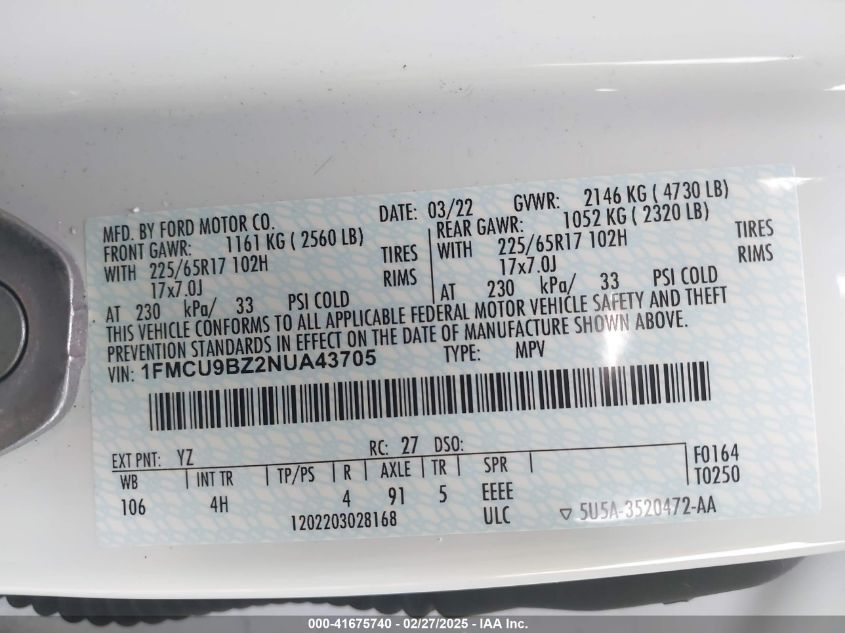 MFD. BY FORD MOTOR CO. DATE: 03/22 GVWR: 2146 KG ( 4730 LB)
FRONT GAWR: 1161 KG ( 2560 LB) REAR GAWR: 1052 KG ( 2320 LB)
WITH 225/65R17 102H TIRES WITH 225/65R17 102H TIRES
17x7.0J RIMS 17x7.0J RIMS
AT 230 kPa/ 33 PSI COLD AT 230 kPa/ 33 PSI COLD
THIS VEHICLE CONFORMS TO ALL APPLICABLE FEDERAL MOTOR VEHICLE SAFETY AND THEFT
PREVENTION STANDARDS IN EFFECT ON THE DATE OF MANUFACTURE SHOWN ABOVE.
VIN: 1FMCU9BZ2NUA43705 TYPE: MPV
EXT PNT: YZ RC: 27 DSO:
WB INT TR TP/PS R AXLE TR SPR F0164
106 4H 4 91 5 EEEE T0250
1202203028168 ULC ▽ 5U5A-3520472-AA
000-41675740 - 02/27/2025 - IAA Inc.